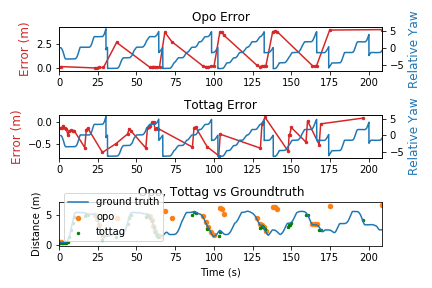 Opo Error
Error (m)
2.5
0.0
5
0
−5
Relative Yaw
0 25 50 75 100 125 150 175 200
Tottag Error
Error (m)
0.0
−0.5
5
0
−5
Relative Yaw
0 25 50 75 100 125 150 175 200
Opo, Tottag vs Groundtruth
Distance (m)
5
0
ground truth
opo
tottag
0 25 50 75 100 125 150 175 200
Time (s)